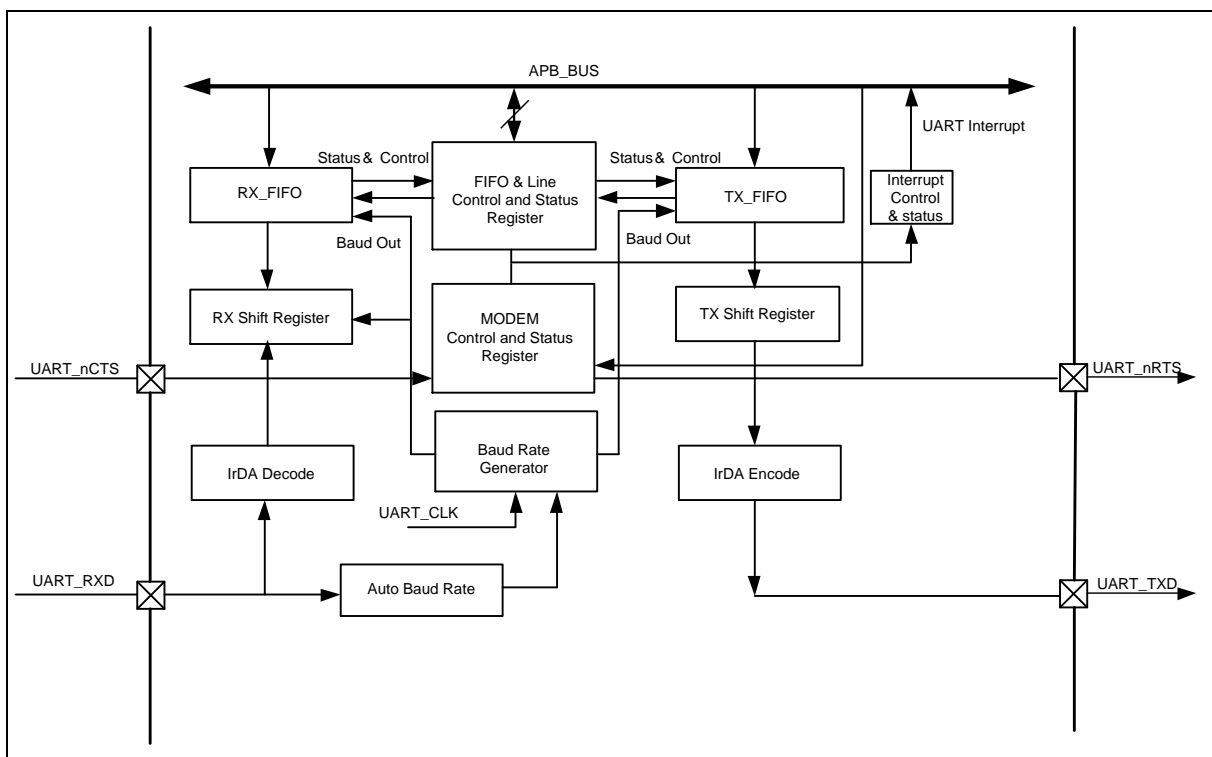 APB_BUS
UART Interrupt
Status & Control
Status & Control
RX_FIFO
FIFO & Line
Control and Status
Register
TX_FIFO
Interrupt
Control
& status
Baud Out
Baud Out
RX Shift Register
MODEM
Control and Status
Register
TX Shift Register
UART_nCTS
UART_nRTS
IrDA Decode
Baud Rate
Generator
IrDA Encode
UART_CLK
UART_RXD
Auto Baud Rate
UART_TXD